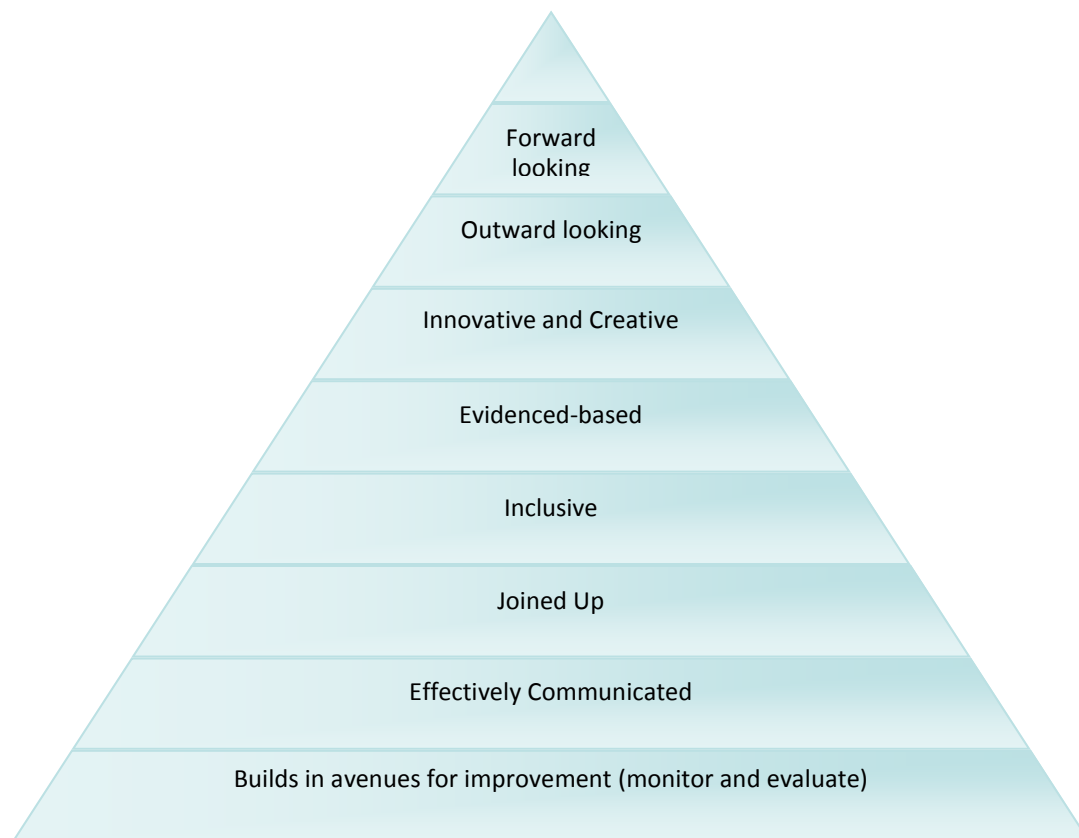 Forward
looking
Outward looking
Innovative and Creative
Evidenced-based
Inclusive
Joined Up
Effectively Communicated
Builds in avenues for improvement (monitor and evaluate)